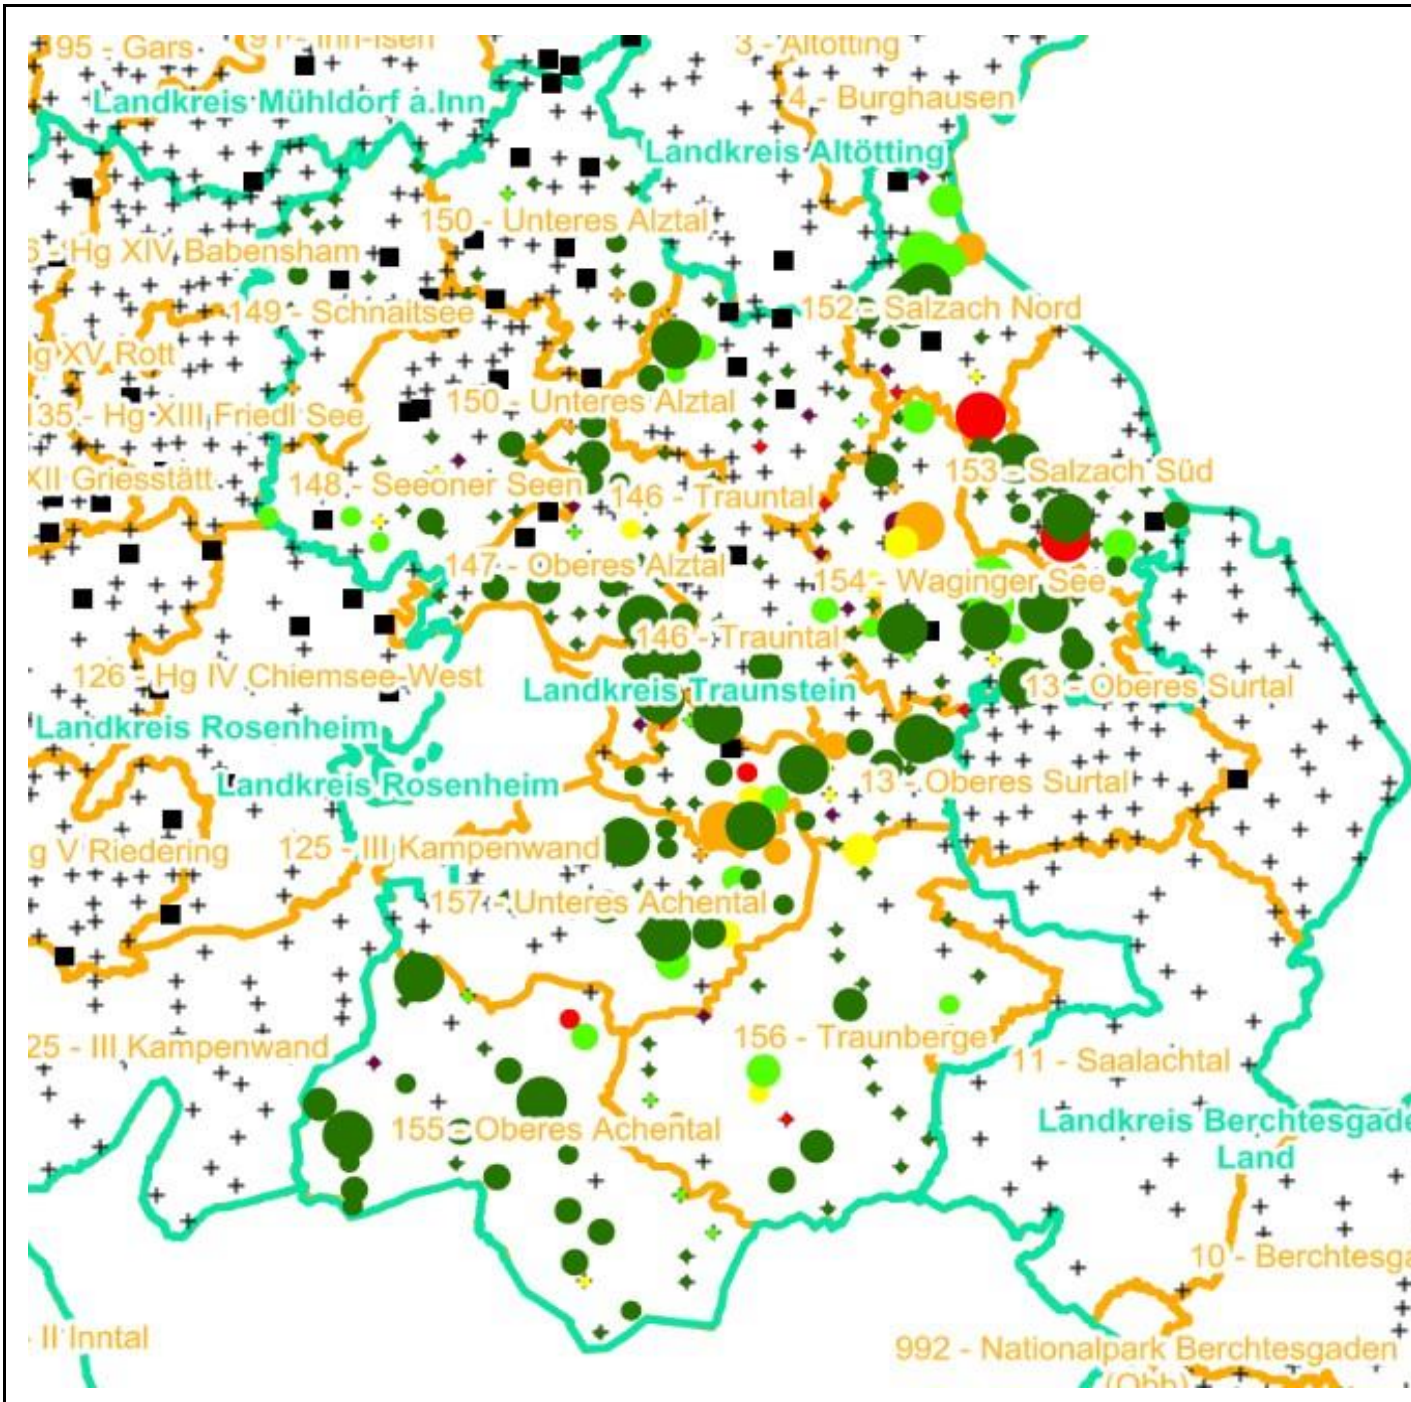 95 - Gars
91 - Inn-Isen
3 - Altötting
4 - Burghausen
Landkreis Mühldorf a.Inn
Landkreis Altötting
150 - Unteres Alztal
6 - Hg XIV Babensham
149 - Schnaitsee
152 - Salzach Nord
Hg XV Rott
150 - Unteres Alztal
135 - Hg XIII Friedl See
153 - Salzach Süd
XII Griesstätt
148 - Seeoner Seen
146 - Trauntal
147 - Oberes Alztal
154 - Waginger See
146 - Trauntal
126 - Hg IV Chiemsee-West
Landkreis Traunstein
13 - Oberes Surtal
Landkreis Rosenheim
Landkreis Rosenheim
13 - Oberes Surtal
g V Riedering
125 - III Kampenwand
157 - Unteres Achental
25 - III Kampenwand
156 - Traunberge
11 - Saalachtal
155 - Oberes Achental
Landkreis Berchtesgade
Land
10 - Berchtesga
- II Inntal
992 - Nationalpark Berchtesgaden
(Obb)